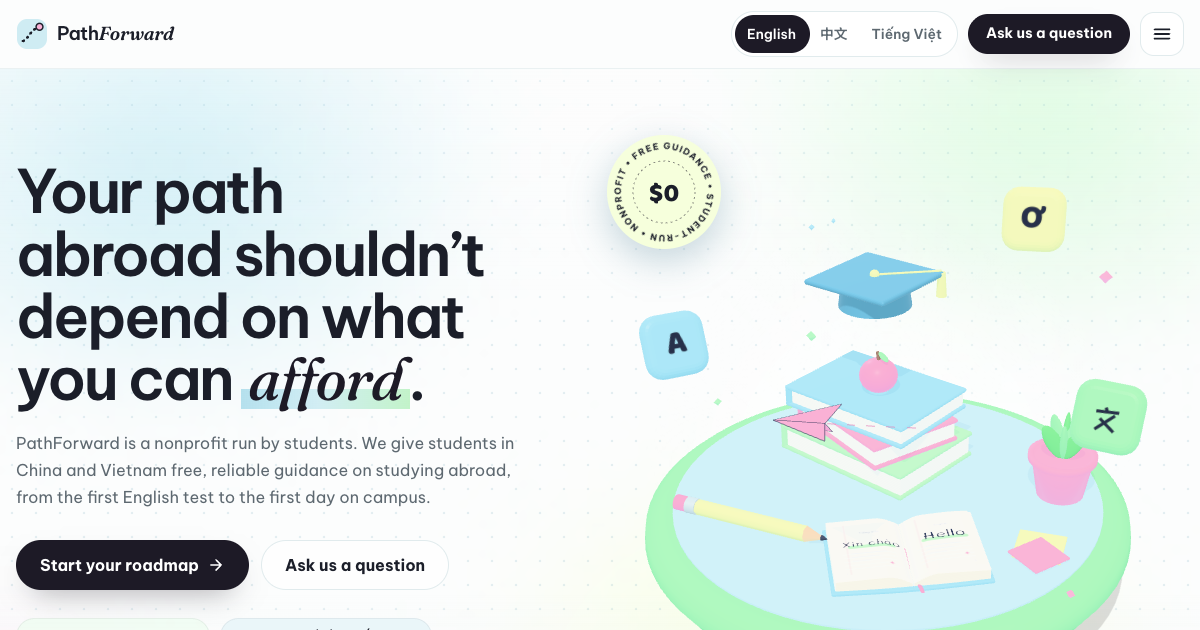 PathForward
English
中文
Tiếng Việt
Ask us a question
FREE GUIDANCE • STUDENT-RUN • NONPROFIT •
$0
Your path
abroad shouldn’t
depend on what
you can afford.
Ơ
A
文
PathForward is a nonprofit run by students. We give students in
China and Vietnam free, reliable guidance on studying abroad,
from the first English test to the first day on campus.
Xin chào
Hello
Start your roadmap →
Ask us a question